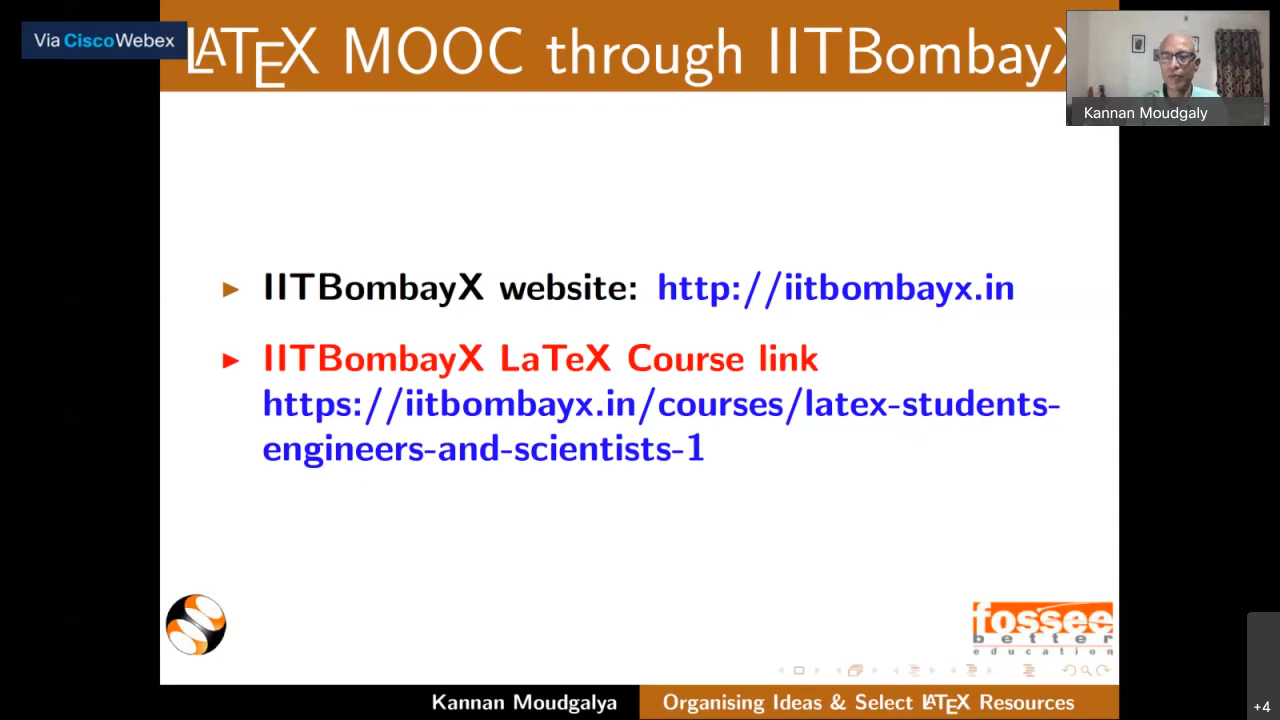 Via CiscoWebex
LATEX MOOC through IITBombayX
Kannan Moudgaly
IITBombayX website: http://iitbombayx.in
IITBombayX LaTeX Course link
https://iitbombayx.in/courses/latex-students-
engineers-and-scientists-1
fossee
better
education
Kannan Moudgalya
Organising Ideas & Select LATEX Resources
+4